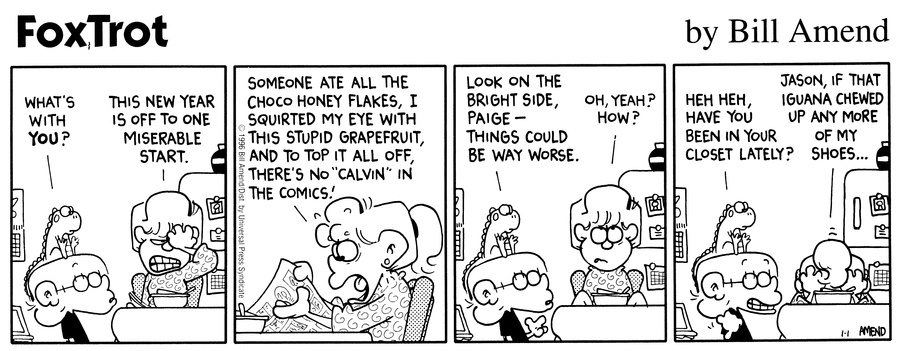 FoxTrot
by Bill Amend
WHAT'S
WITH
YOU?
THIS NEW YEAR
IS OFF TO ONE
MISERABLE
START.
SOMEONE ATE ALL THE
CHOCO HONEY FLAKES, I
SQUIRTED MY EYE WITH
THIS STUPID GRAPEFRUIT,
AND TO TOP IT ALL OFF,
THERE'S NO "CALVIN" IN
THE COMICS!
© 1996 Bill Amend/Dist. by Universal Press Syndicate
LOOK ON THE
BRIGHT SIDE,
PAIGE –
THINGS COULD
BE WAY WORSE.
OH, YEAH?
HOW?
HEH HEH,
HAVE YOU
BEEN IN YOUR
CLOSET LATELY?
JASON, IF THAT
IGUANA CHEWED
UP ANY MORE
OF MY
SHOES...
1-1 AMEND